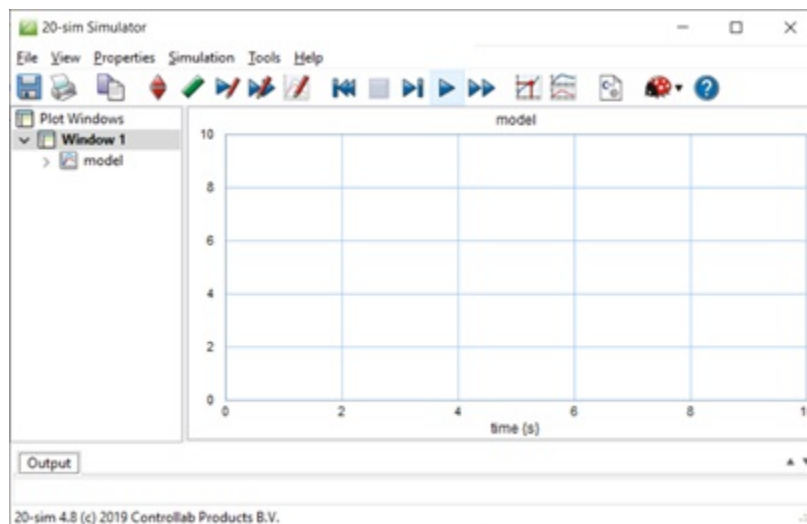 20-sim Simulator
File View Properties Simulation Tools Help
Plot Windows
Window 1
model
model
10
8
6
4
2
0
0 2 4 6 8 1
time {s}
Output
20-sim 4.8 (c) 2019 Controllab Products B.V.